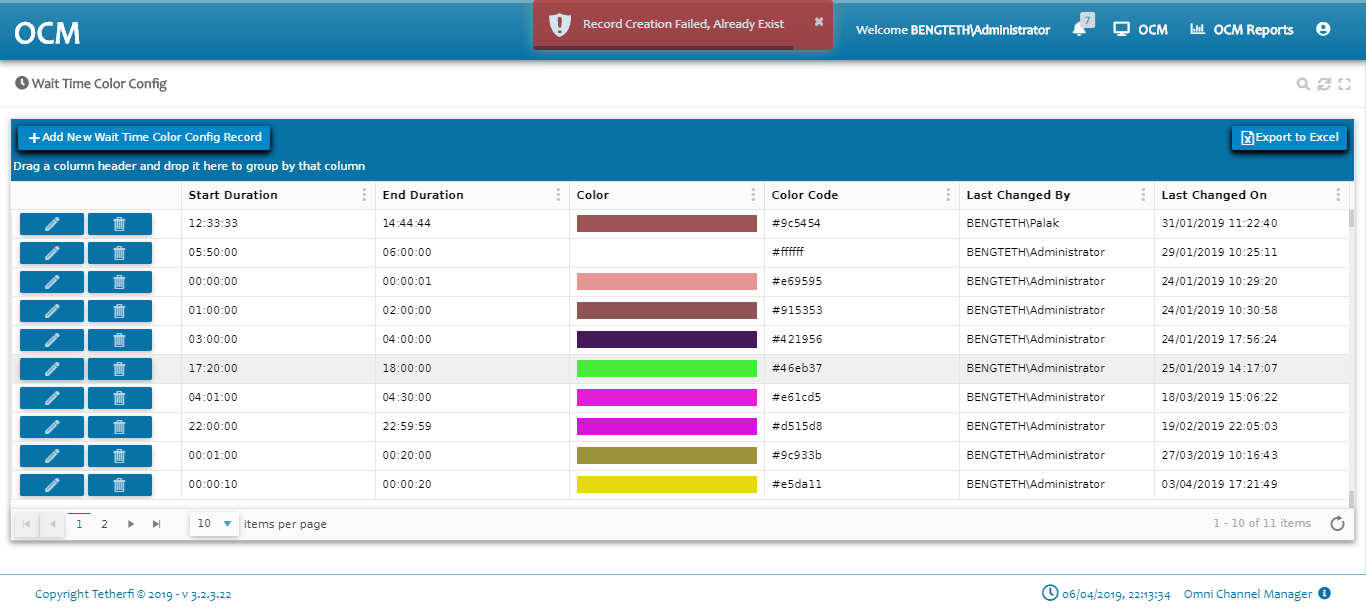 OCM
Record Creation Failed, Already Exist
Welcome BENGTETH\Administrator
7
OCM
OCM Reports
Wait Time Color Config
Add New Wait Time Color Config Record
Export to Excel
Drag a column header and drop it here to group by that column
Start Duration End Duration Color Color Code Last Changed By Last Changed On
12:33:33 14:44:44 #9c5454 BENGTETH\Palak 31/01/2019 11:22:40
05:50:00 06:00:00 #ffffff BENGTETH\Administrator 29/01/2019 10:25:11
00:00:00 00:00:01 #e69595 BENGTETH\Administrator 24/01/2019 10:29:20
01:00:00 02:00:00 #915353 BENGTETH\Administrator 24/01/2019 10:30:58
03:00:00 04:00:00 #421956 BENGTETH\Administrator 24/01/2019 17:56:24
17:20:00 18:00:00 #46eb37 BENGTETH\Administrator 25/01/2019 14:17:07
04:01:00 04:30:00 #e61cd5 BENGTETH\Administrator 18/03/2019 15:06:22
22:00:00 22:59:59 #d515d8 BENGTETH\Administrator 19/02/2019 22:05:03
00:01:00 00:20:00 #9c933b BENGTETH\Administrator 27/03/2019 10:16:43
00:00:10 00:00:20 #e5da11 BENGTETH\Administrator 03/04/2019 17:21:49
1 2 10 items per page 1 - 10 of 11 items
Copyright Tetherfi © 2019 - v 3.2.3.22
06/04/2019, 22:13:34 Omni Channel Manager